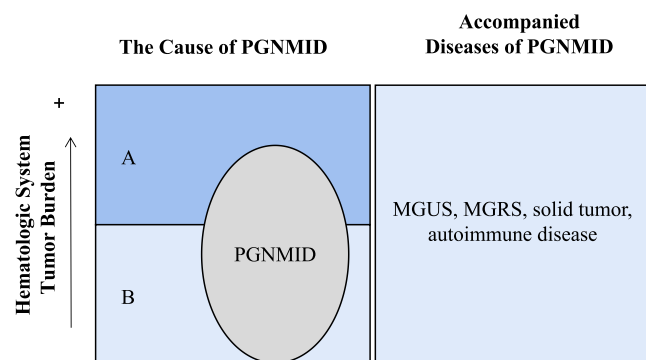 The Cause of PGNMID
Accompanied
Diseases of PGNMID
+
Hematologic System
Tumor Burden
A
PGNMID
B
MGUS, MGRS, solid tumor,
autoimmune disease